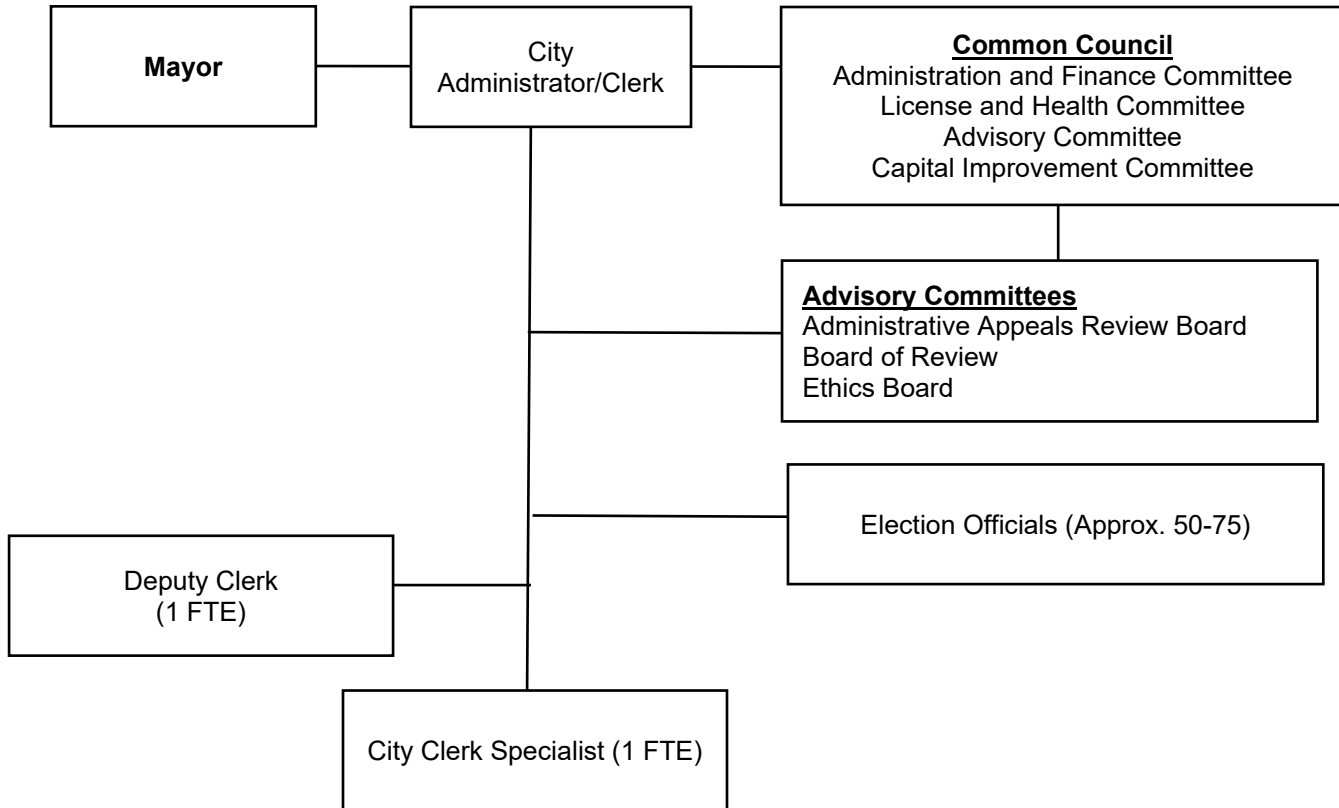 Mayor
City
Administrator/Clerk
Common Council
Administration and Finance Committee
License and Health Committee
Advisory Committee
Capital Improvement Committee
Advisory Committees
Administrative Appeals Review Board
Board of Review
Ethics Board
Election Officials (Approx. 50-75)
Deputy Clerk
(1 FTE)
City Clerk Specialist (1 FTE)